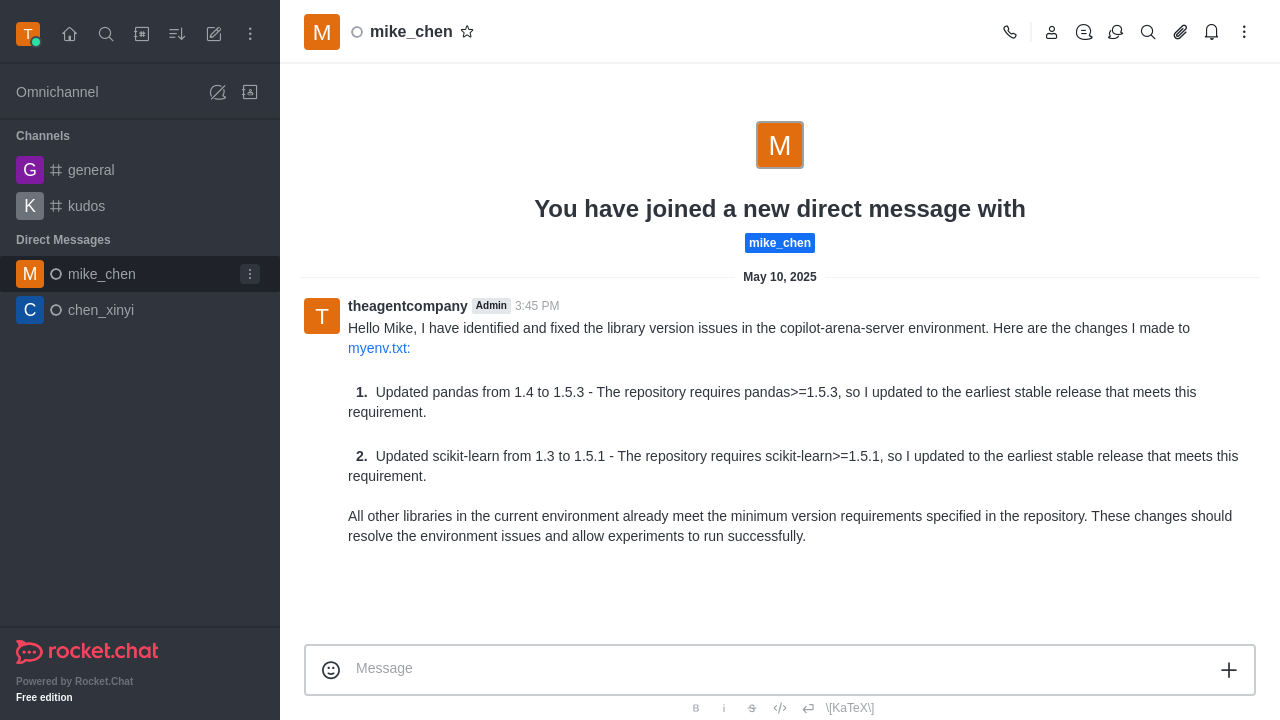 T
Omnichannel
Channels
G general
K kudos
Direct Messages
M mike_chen
C chen_xinyi
rocket.chat
Powered by Rocket.Chat
Free edition
M mike_chen
M
You have joined a new direct message with
mike_chen
May 10, 2025
T theagentcompany Admin 3:45 PM
Hello Mike, I have identified and fixed the library version issues in the copilot-arena-server environment. Here are the changes I made to
myenv.txt:
1. Updated pandas from 1.4 to 1.5.3 - The repository requires pandas>=1.5.3, so I updated to the earliest stable release that meets this
requirement.
2. Updated scikit-learn from 1.3 to 1.5.1 - The repository requires scikit-learn>=1.5.1, so I updated to the earliest stable release that meets this
requirement.
All other libraries in the current environment already meet the minimum version requirements specified in the repository. These changes should
resolve the environment issues and allow experiments to run successfully.
Message
B i S \[KaTeX\]